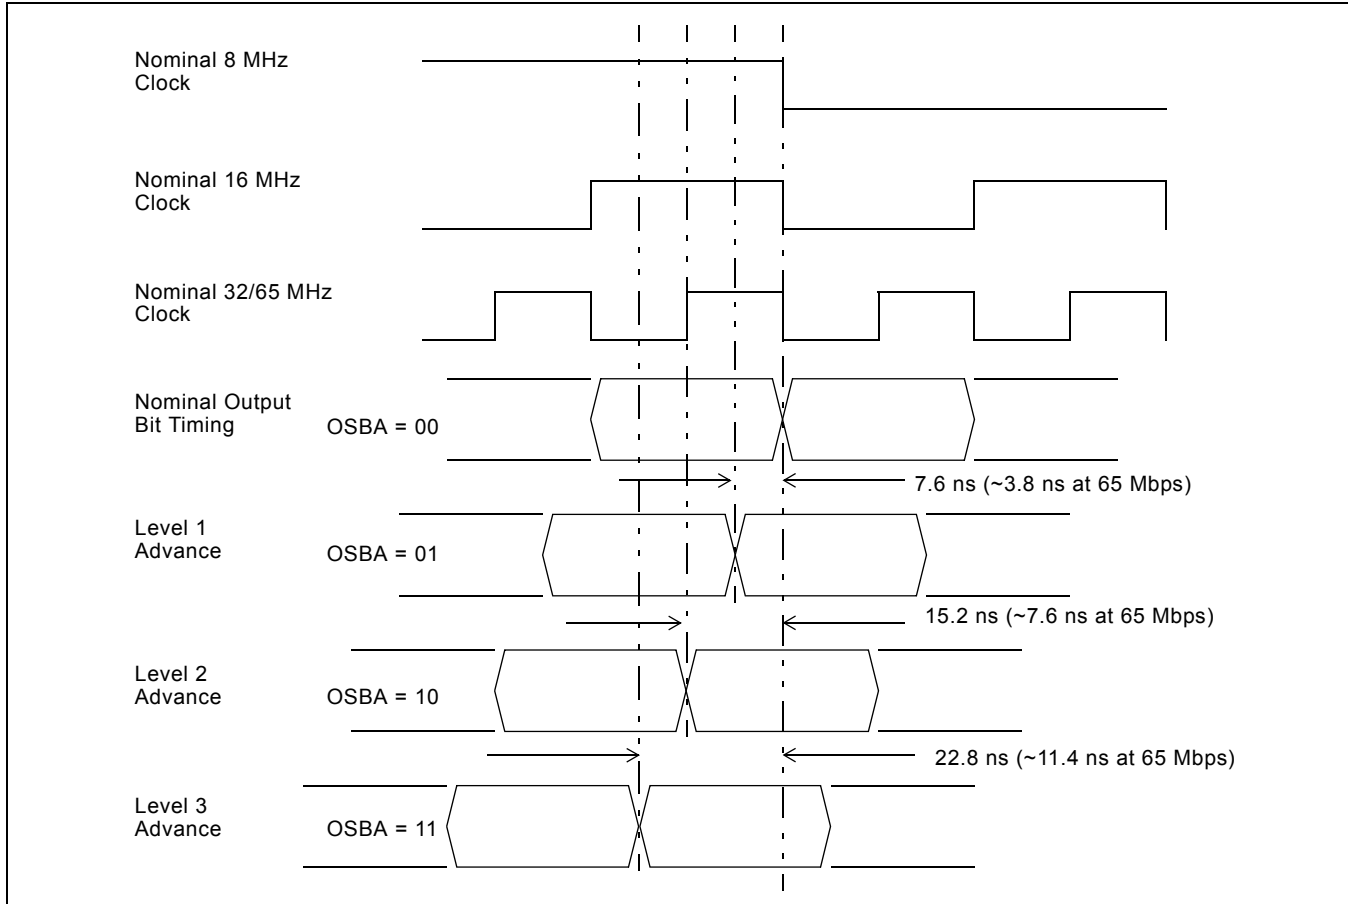 Nominal 8 MHz
Clock
Nominal 16 MHz
Clock
Nominal 32/65 MHz
Clock
Nominal Output
Bit Timing
OSBA = 00
7.6 ns (~3.8 ns at 65 Mbps)
Level 1
Advance
OSBA = 01
15.2 ns (~7.6 ns at 65 Mbps)
Level 2
Advance
OSBA = 10
22.8 ns (~11.4 ns at 65 Mbps)
Level 3
Advance
OSBA = 11